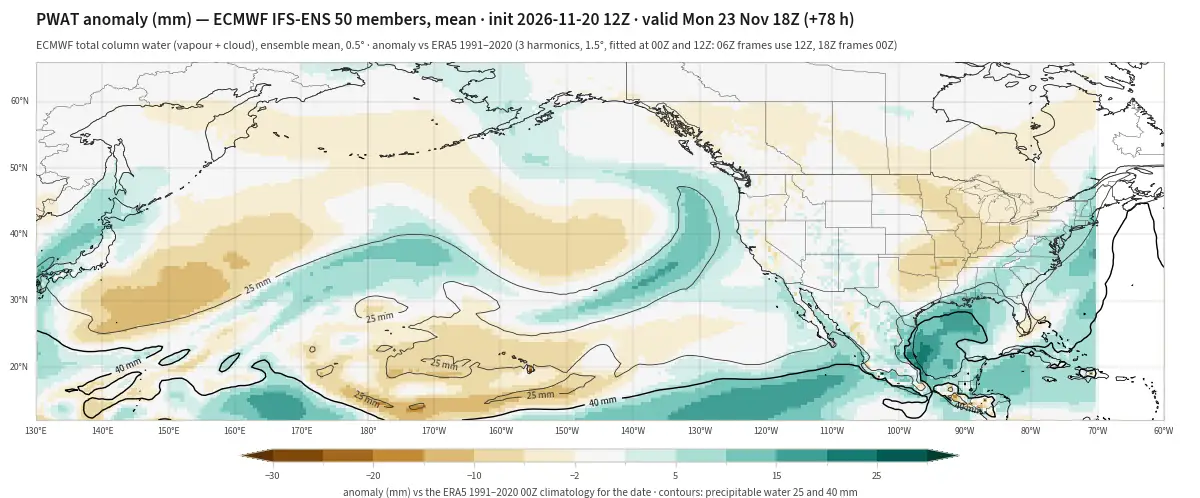 PWAT anomaly (mm) — ECMWF IFS-ENS 50 members, mean · init 2026-11-20 12Z · valid Mon 23 Nov 18Z (+78 h)
ECMWF total column water (vapour + cloud), ensemble mean, 0.5° · anomaly vs ERA5 1991–2020 (3 harmonics, 1.5°, fitted at 00Z and 12Z: 06Z frames use 12Z, 18Z frames 00Z)
60°N
50°N
40°N
30°N
20°N
25 mm
25 mm
40 mm
25 mm
25 mm
25 mm
40 mm
40 mm
130°E 140°E 150°E 160°E 170°E 180° 170°W 160°W 150°W 140°W 130°W 120°W 110°W 100°W 90°W 80°W 70°W 60°W
−30 −20 −10 −2 5 15 25
anomaly (mm) vs the ERA5 1991–2020 00Z climatology for the date · contours: precipitable water 25 and 40 mm